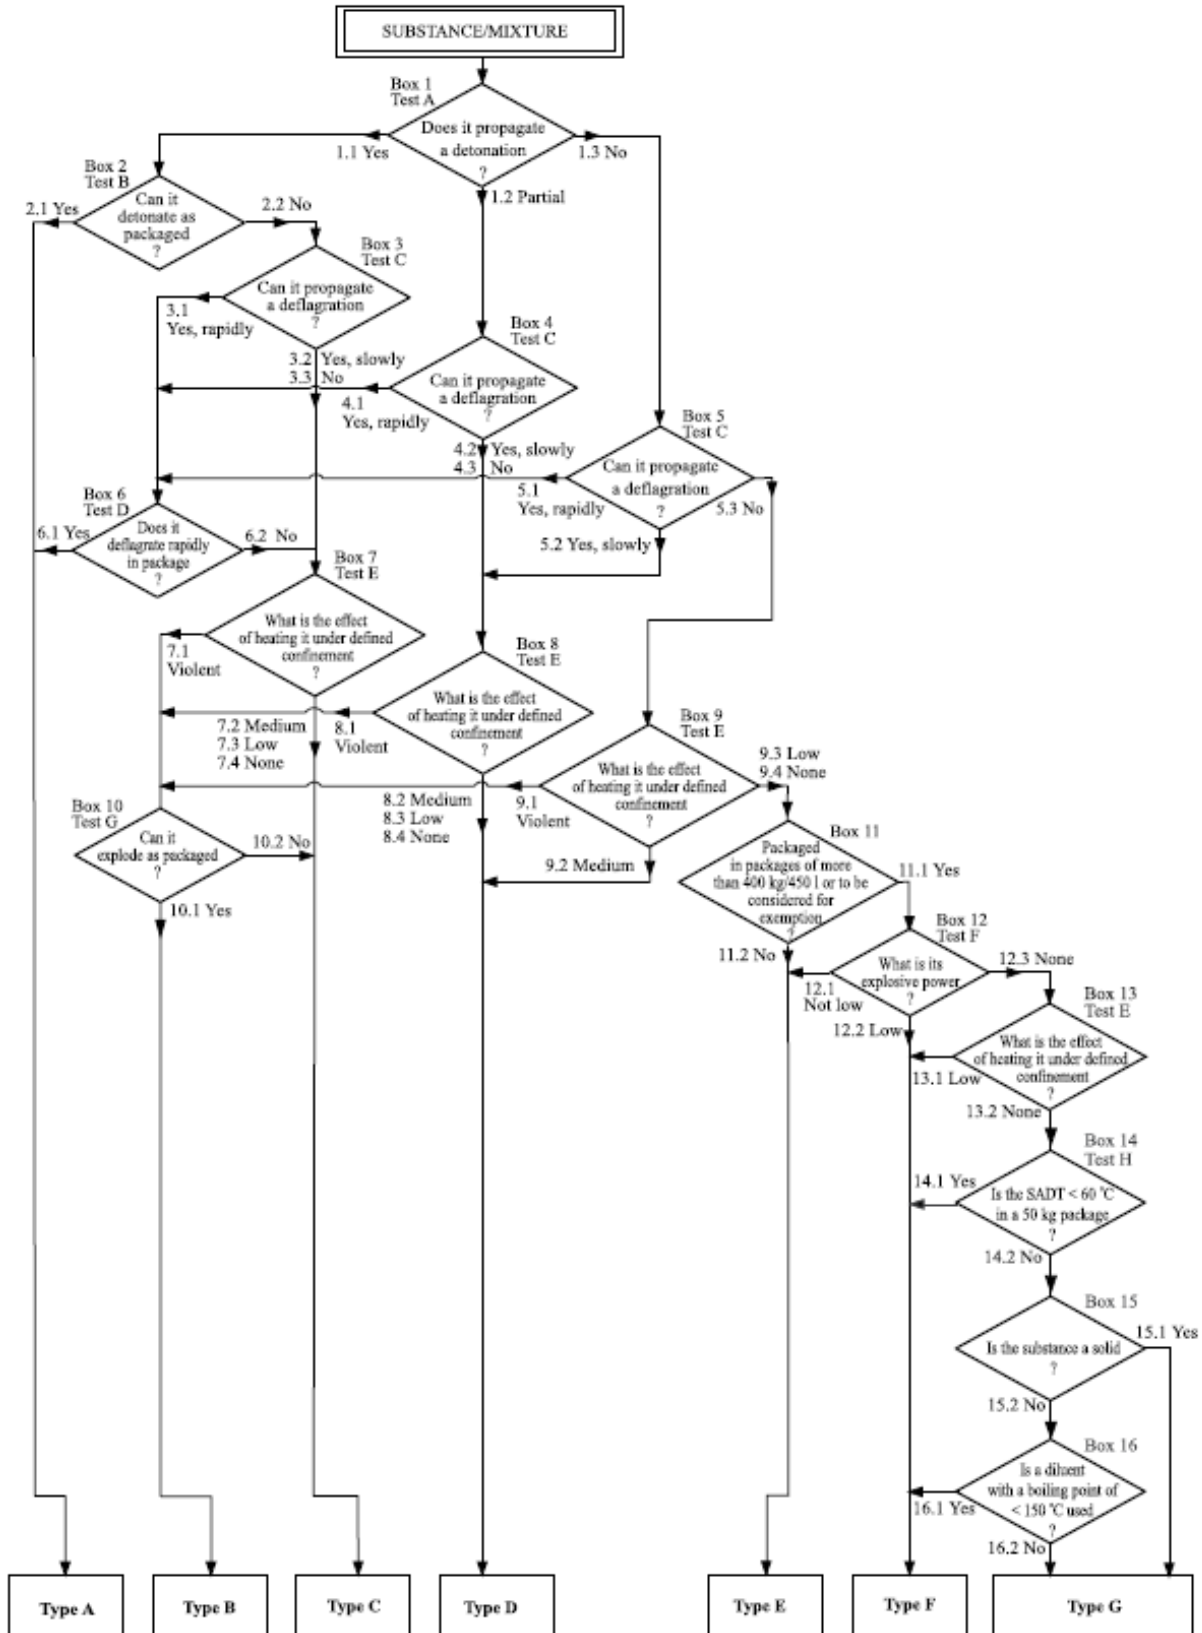 SUBSTANCE/MIXTURE
Box 1
Test A
Does it propagate
a detonation
?
1.1 Yes
1.3 No
1.2 Partial
Box 2
Test B
Can it
detonate as
packaged
?
2.1 Yes
2.2 No
Box 3
Test C
Can it propagate
a deflagration
?
3.1
Yes, rapidly
3.2 Yes, slowly
3.3 No
Box 4
Test C
Can it propagate
a deflagration
?
4.1
Yes, rapidly
4.2 Yes, slowly
4.3 No
Box 5
Test C
Can it propagate
a deflagration
?
5.1
Yes, rapidly
5.3 No
5.2 Yes, slowly
Box 6
Test D
Does it
deflagrate rapidly
in package
?
6.1 Yes
6.2 No
Box 7
Test E
What is the effect
of heating it under defined
confinement
?
7.1
Violent
7.2 Medium
7.3 Low
7.4 None
Box 8
Test E
What is the effect
of heating it under defined
confinement
?
8.1
Violent
8.2 Medium
8.3 Low
8.4 None
Box 9
Test E
What is the effect
of heating it under defined
confinement
?
9.1
Violent
9.2 Medium
9.3 Low
9.4 None
Box 10
Test G
Can it
explode as packaged
?
10.2 No
10.1 Yes
Box 11
Packaged
in packages of more
than 400 kg/450 l or to be
considered for
exemption
?
11.1 Yes
11.2 No
Box 12
Test F
What is its
explosive power
?
12.1
Not low
12.2 Low
12.3 None
Box 13
Test E
What is the effect
of heating it under defined
confinement
?
13.1 Low
13.2 None
Box 14
Test H
Is the SADT < 60 °C
in a 50 kg package
?
14.1 Yes
14.2 No
Box 15
Is the substance a solid
?
15.1 Yes
15.2 No
Box 16
Is a diluent
with a boiling point of
< 150 °C used
?
16.1 Yes
16.2 No
Type A
Type B
Type C
Type D
Type E
Type F
Type G